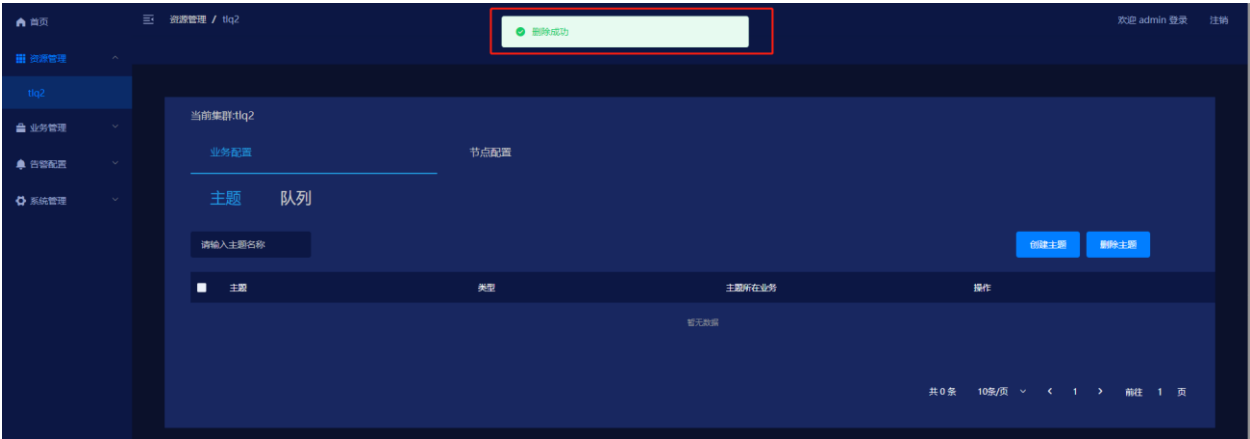 首页
资源管理 / tlq2
删除成功
欢迎 admin 登录 注销
资源管理
tlq2
业务管理
告警配置
系统管理
当前集群:tlq2
业务配置 节点配置
主题 队列
请输入主题名称 创建主题 删除主题
主题 类型 主题所在业务 操作
暂无数据
共 0 条 10条/页 1 前往 1 页